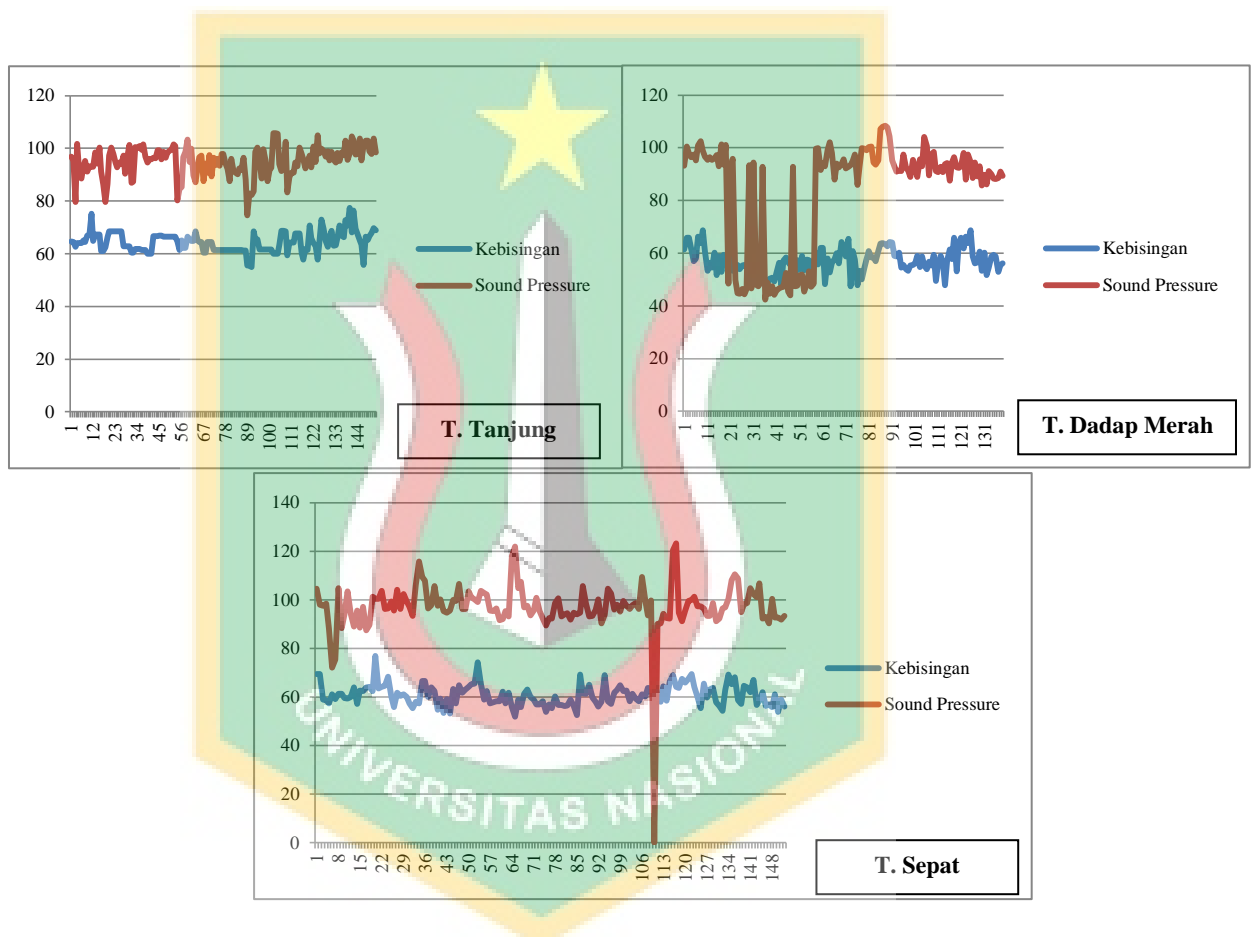 120
100
80
60
40
20
0
1 12 23 34 45 56 67 78 89 100 111 122 133 144
Kebisingan
Sound Pressure
T. Tanjung
120
100
80
60
40
20
0
1 11 21 31 41 51 61 71 81 91 101 111 121 131
Kebisingan
Sound Pressure
T. Dadap Merah
140
120
100
80
60
40
20
0
1 8 15 22 29 36 43 50 57 64 71 78 85 92 99 106 113 120 127 134 141 148
Kebisingan
Sound Pressure
T. Sepat
UNIVERSITAS NASIONAL